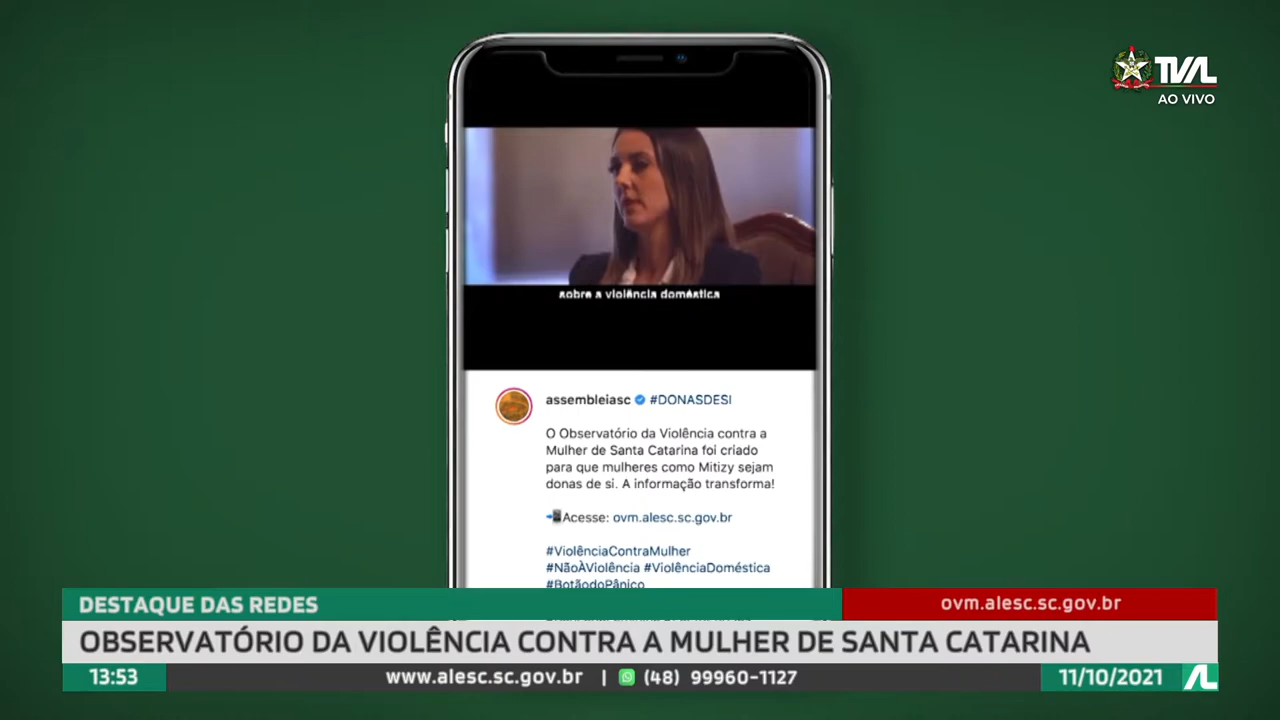 TVAL
AO VIVO
sobre a violência doméstica
assembleiasc #DONASDESI
O Observatório da Violência contra a
Mulher de Santa Catarina foi criado
para que mulheres como Mitizy sejam
donas de si. A informação transforma!
Acesse: ovm.alesc.sc.gov.br
#ViolênciaContraMulher
#NãoÀViolência #ViolênciaDoméstica
#BotãodoPânico
DESTAQUE DAS REDES
ovm.alesc.sc.gov.br
OBSERVATÓRIO DA VIOLÊNCIA CONTRA A MULHER DE SANTA CATARINA
13:53
www.alesc.sc.gov.br | (48) 99960-1127
11/10/2021